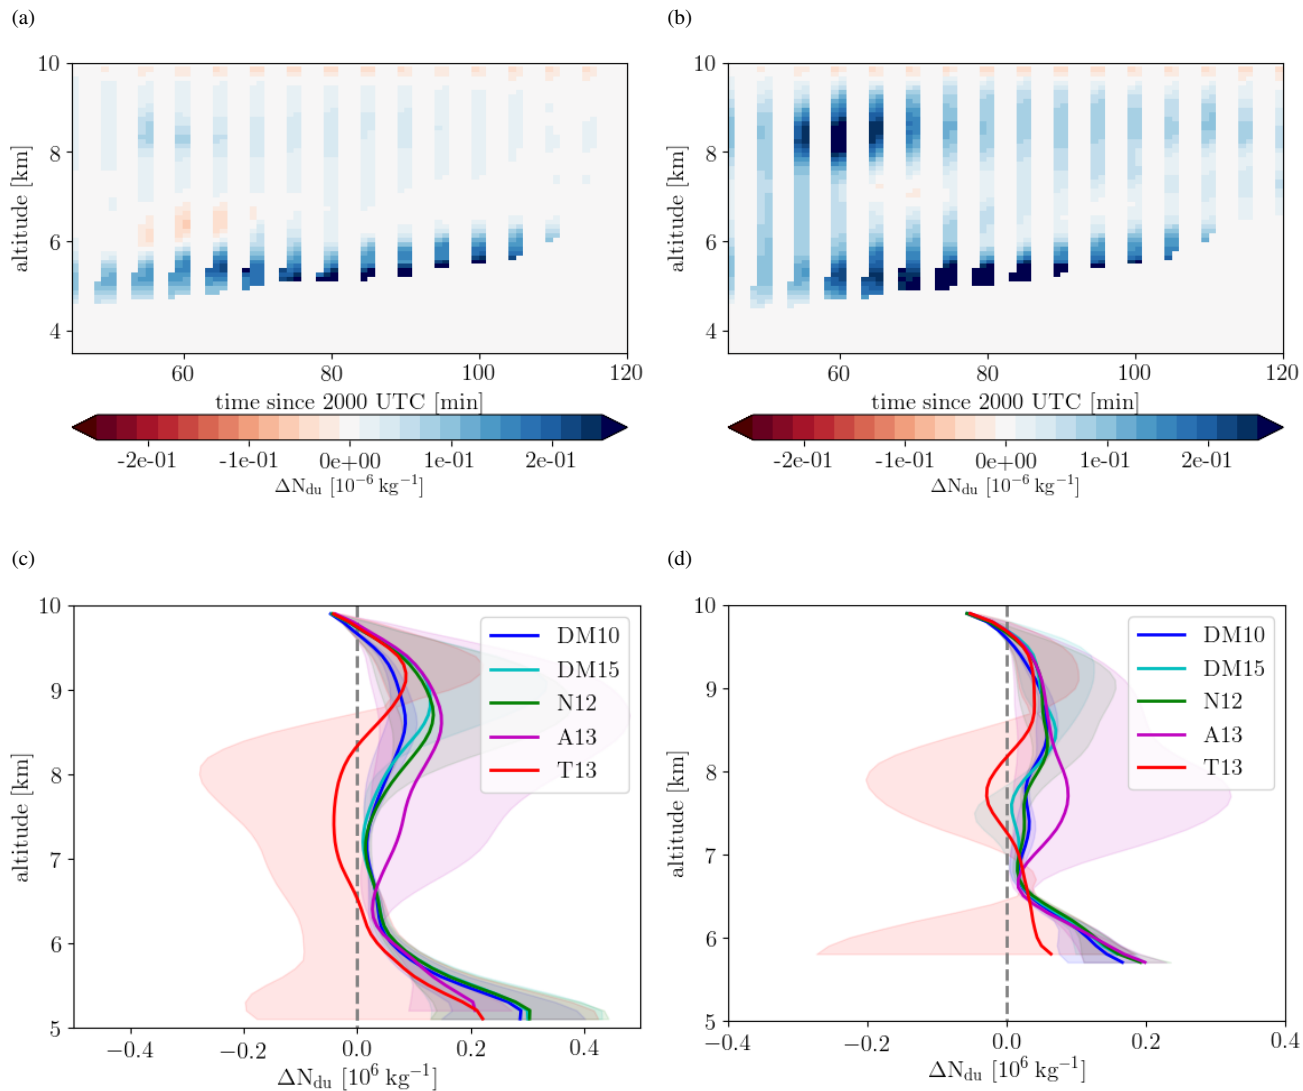 (a)
(b)
10
8
6
4
altitude [km]
60
80
100
120
time since 2000 UTC [min]
-2e-01
-1e-01
0e+00
1e-01
2e-01
ΔN_du [10⁻⁶ kg⁻¹]
10
8
6
4
altitude [km]
60
80
100
120
time since 2000 UTC [min]
-2e-01
-1e-01
0e+00
1e-01
2e-01
ΔN_du [10⁻⁶ kg⁻¹]
(c)
(d)
10
9
8
7
6
5
altitude [km]
DM10
DM15
N12
A13
T13
−0.4
−0.2
0.0
0.2
0.4
ΔN_du [10⁶ kg⁻¹]
10
9
8
7
6
5
altitude [km]
DM10
DM15
N12
A13
T13
−0.4
−0.2
0.0
0.2
0.4
ΔN_du [10⁶ kg⁻¹]